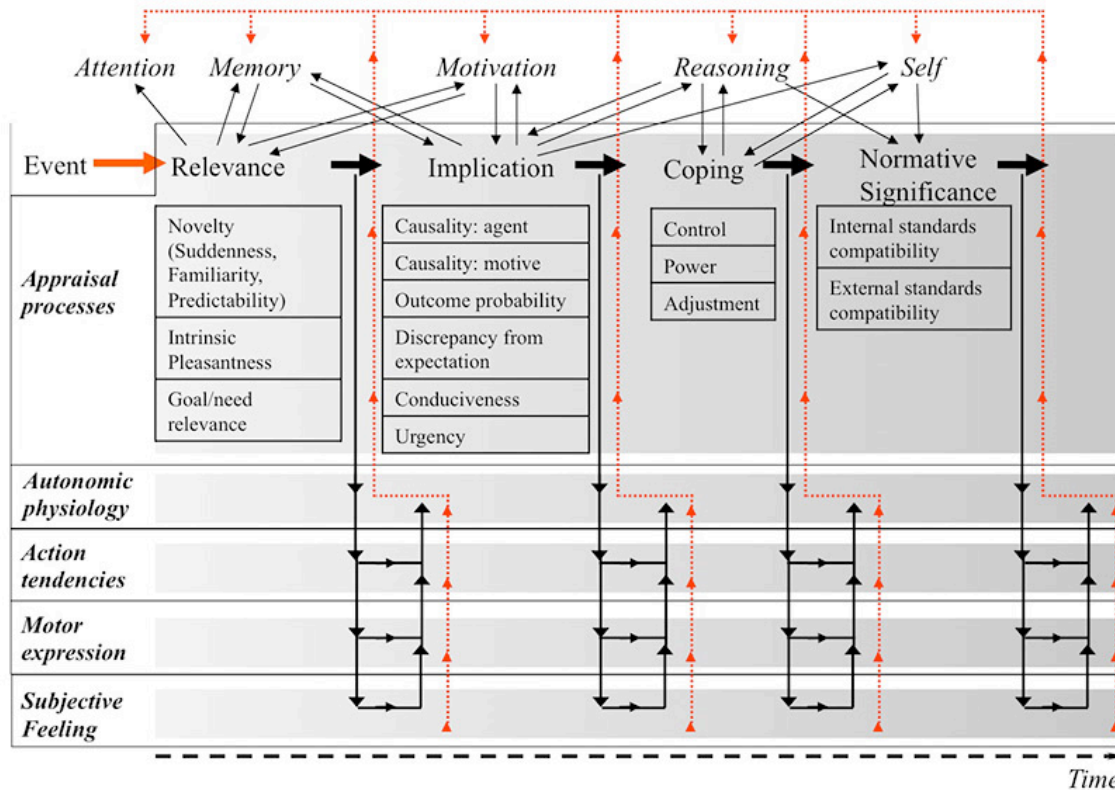 Attention
Memory
Motivation
Reasoning
Self
Event
Relevance
Implication
Coping
Normative
Significance
Appraisal
processes
Novelty
(Suddenness,
Familiarity,
Predictability)
Intrinsic
Pleasantness
Goal/need
relevance
Causality: agent
Causality: motive
Outcome probability
Discrepancy from
expectation
Conduciveness
Urgency
Control
Power
Adjustment
Internal standards
compatibility
External standards
compatibility
Autonomic
physiology
Action
tendencies
Motor
expression
Subjective
Feeling
Time